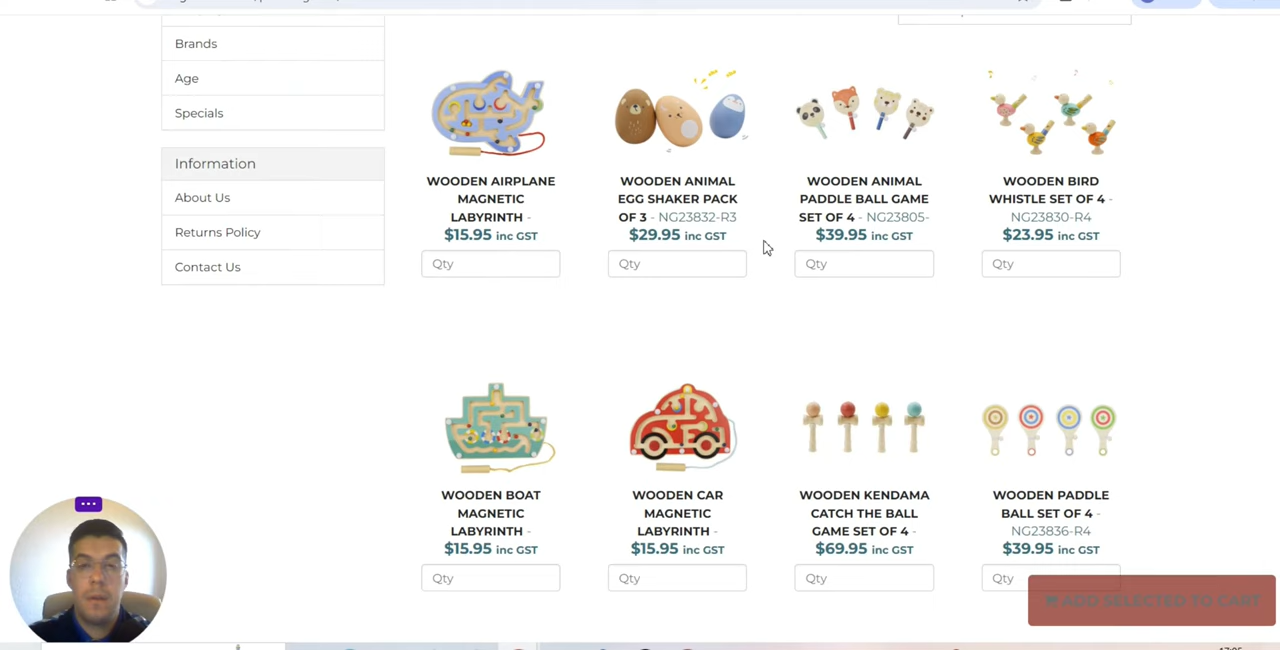 Brands
Age
Specials
Information
About Us
Returns Policy
Contact Us
WOODEN AIRPLANE
MAGNETIC
LABYRINTH -
$15.95 inc GST
Qty
WOODEN ANIMAL
EGG SHAKER PACK
OF 3 - NG23832-R3
$29.95 inc GST
Qty
WOODEN ANIMAL
PADDLE BALL GAME
SET OF 4 - NG23805-
$39.95 inc GST
Qty
WOODEN BIRD
WHISTLE SET OF 4 -
NG23830-R4
$23.95 inc GST
Qty
WOODEN BOAT
MAGNETIC
LABYRINTH -
$15.95 inc GST
Qty
WOODEN CAR
MAGNETIC
LABYRINTH -
$15.95 inc GST
Qty
WOODEN KENDAMA
CATCH THE BALL
GAME SET OF 4 -
$69.95 inc GST
Qty
WOODEN PADDLE
BALL SET OF 4 -
NG23836-R4
$39.95 inc GST
Qty
ADD SELECTED TO CART